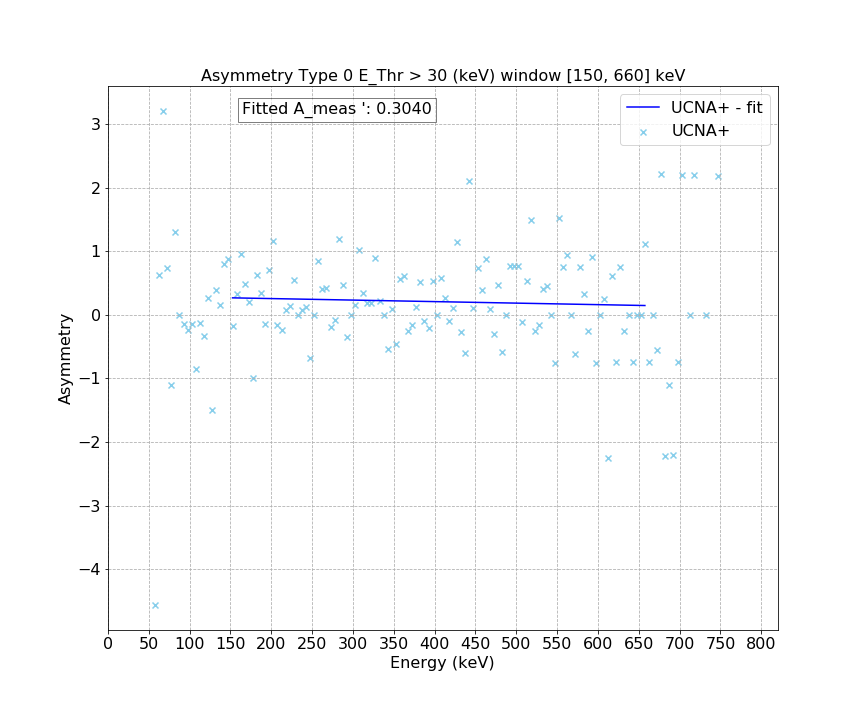 Asymmetry Type 0 E_Thr > 30 (keV) window [150, 660] keV
Fitted A_meas ': 0.3040
UCNA+ - fit
UCNA+
3
2
1
0
−1
−2
−3
−4
Asymmetry
0 50 100 150 200 250 300 350 400 450 500 550 600 650 700 750 800
Energy (keV)